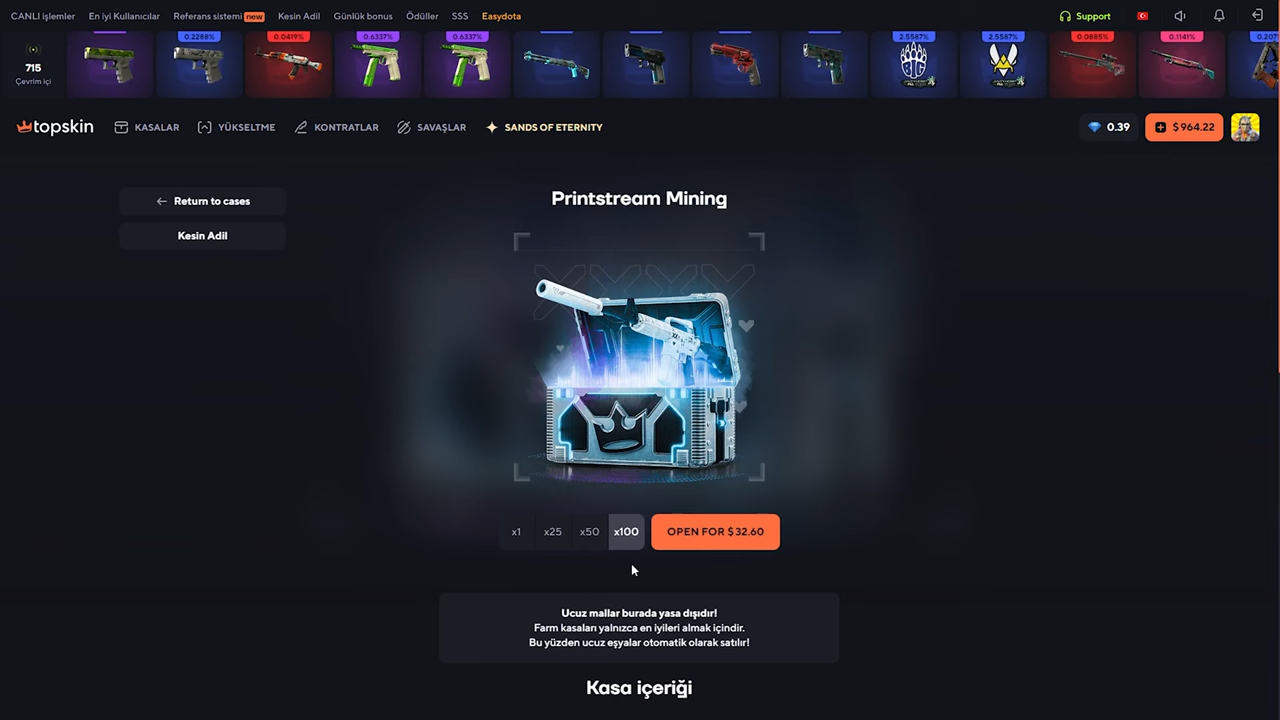 CANLI işlemler
En iyi Kullanıcılar
Referans sistemi new
Kesin Adil
Günlük bonus
Ödüller
SSS
Easydota
Support
715
Çevrim içi
0.2288%
0.0419%
0.6337%
0.6337%
2.5587%
2.5587%
0.0885%
0.1141%
topskin
KASALAR
YÜKSELTME
KONTRATLAR
SAVAŞLAR
SANDS OF ETERNITY
0.39
$ 964.22
Return to cases
Kesin Adil
Printstream Mining
x1
x25
x50
x100
OPEN FOR $ 32.60
Ucuz mallar burada yasa dışıdır!
Farm kasaları yalnızca en iyileri almak içindir.
Bu yüzden ucuz eşyalar otomatik olarak satılır!
Kasa içeriği